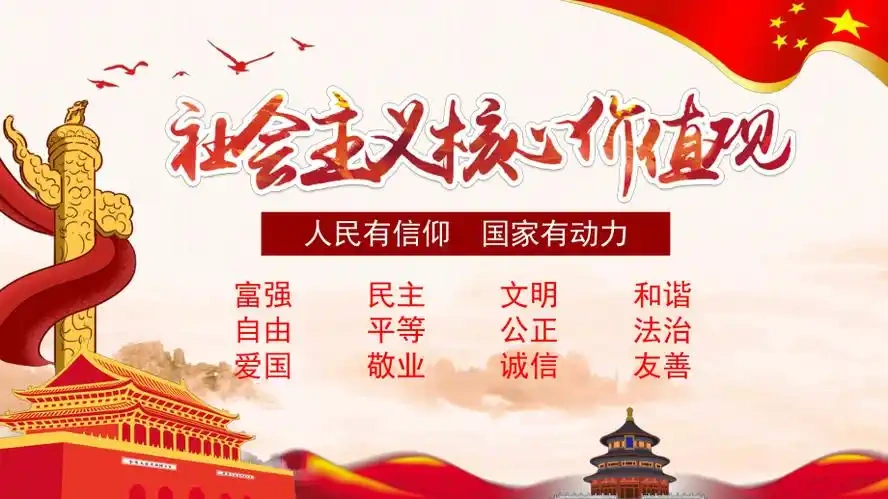 社会主义核心价值观
人民有信仰 国家有动力
富强 民主 文明 和谐
自由 平等 公正 法治
爱国 敬业 诚信 友善